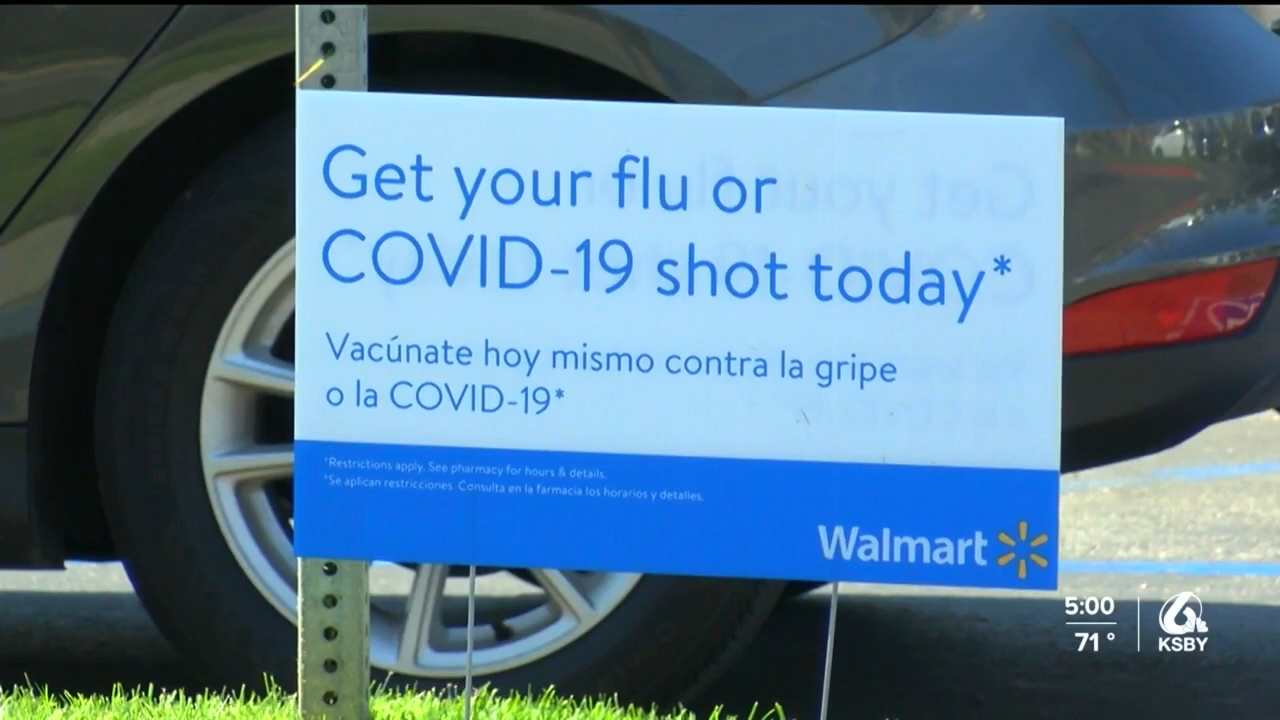 Get your flu or
COVID-19 shot today*
Vacúnate hoy mismo contra la gripe
o la COVID-19*
*Restrictions apply. See pharmacy for hours & details.
*Se aplican restricciones. Consulta en la farmacia los horarios y detalles.
Walmart
5:00
71°
6
KSBY